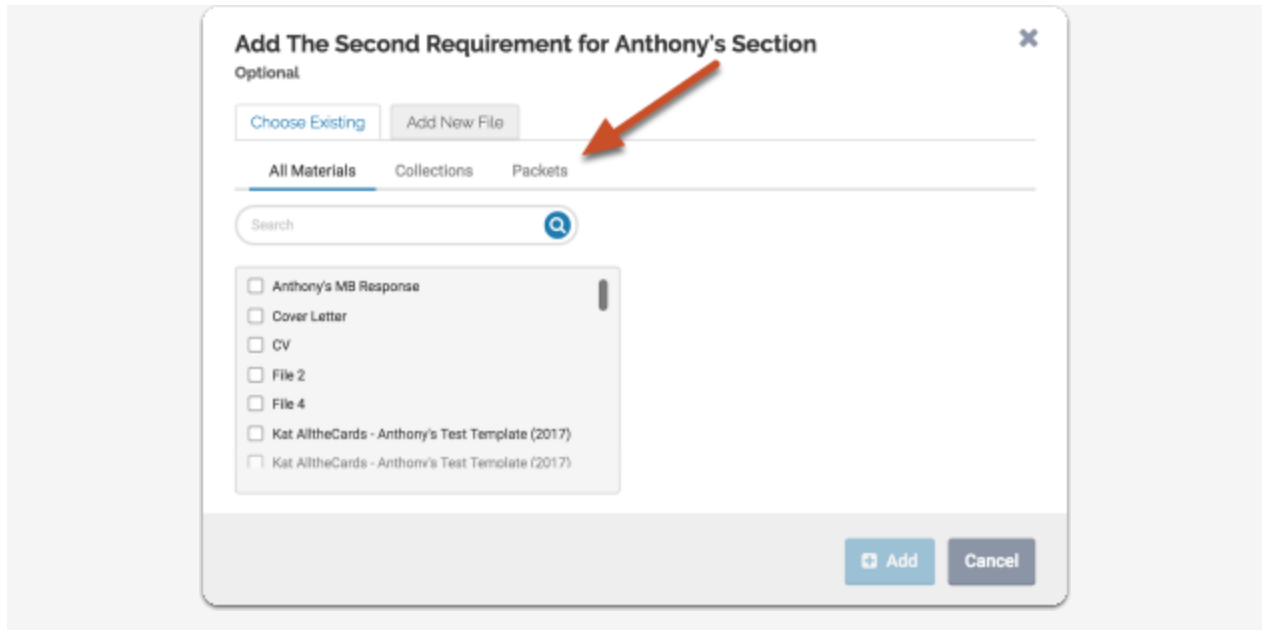 Add The Second Requirement for Anthony's Section
Optional
Choose Existing Add New File
All Materials Collections Packets
Search
Anthony's MB Response
Cover Letter
CV
File 2
File 4
Kat AlltheCards - Anthony's Test Template (2017)
Kat AlltheCards - Anthony's Test Template (2017)
Add Cancel